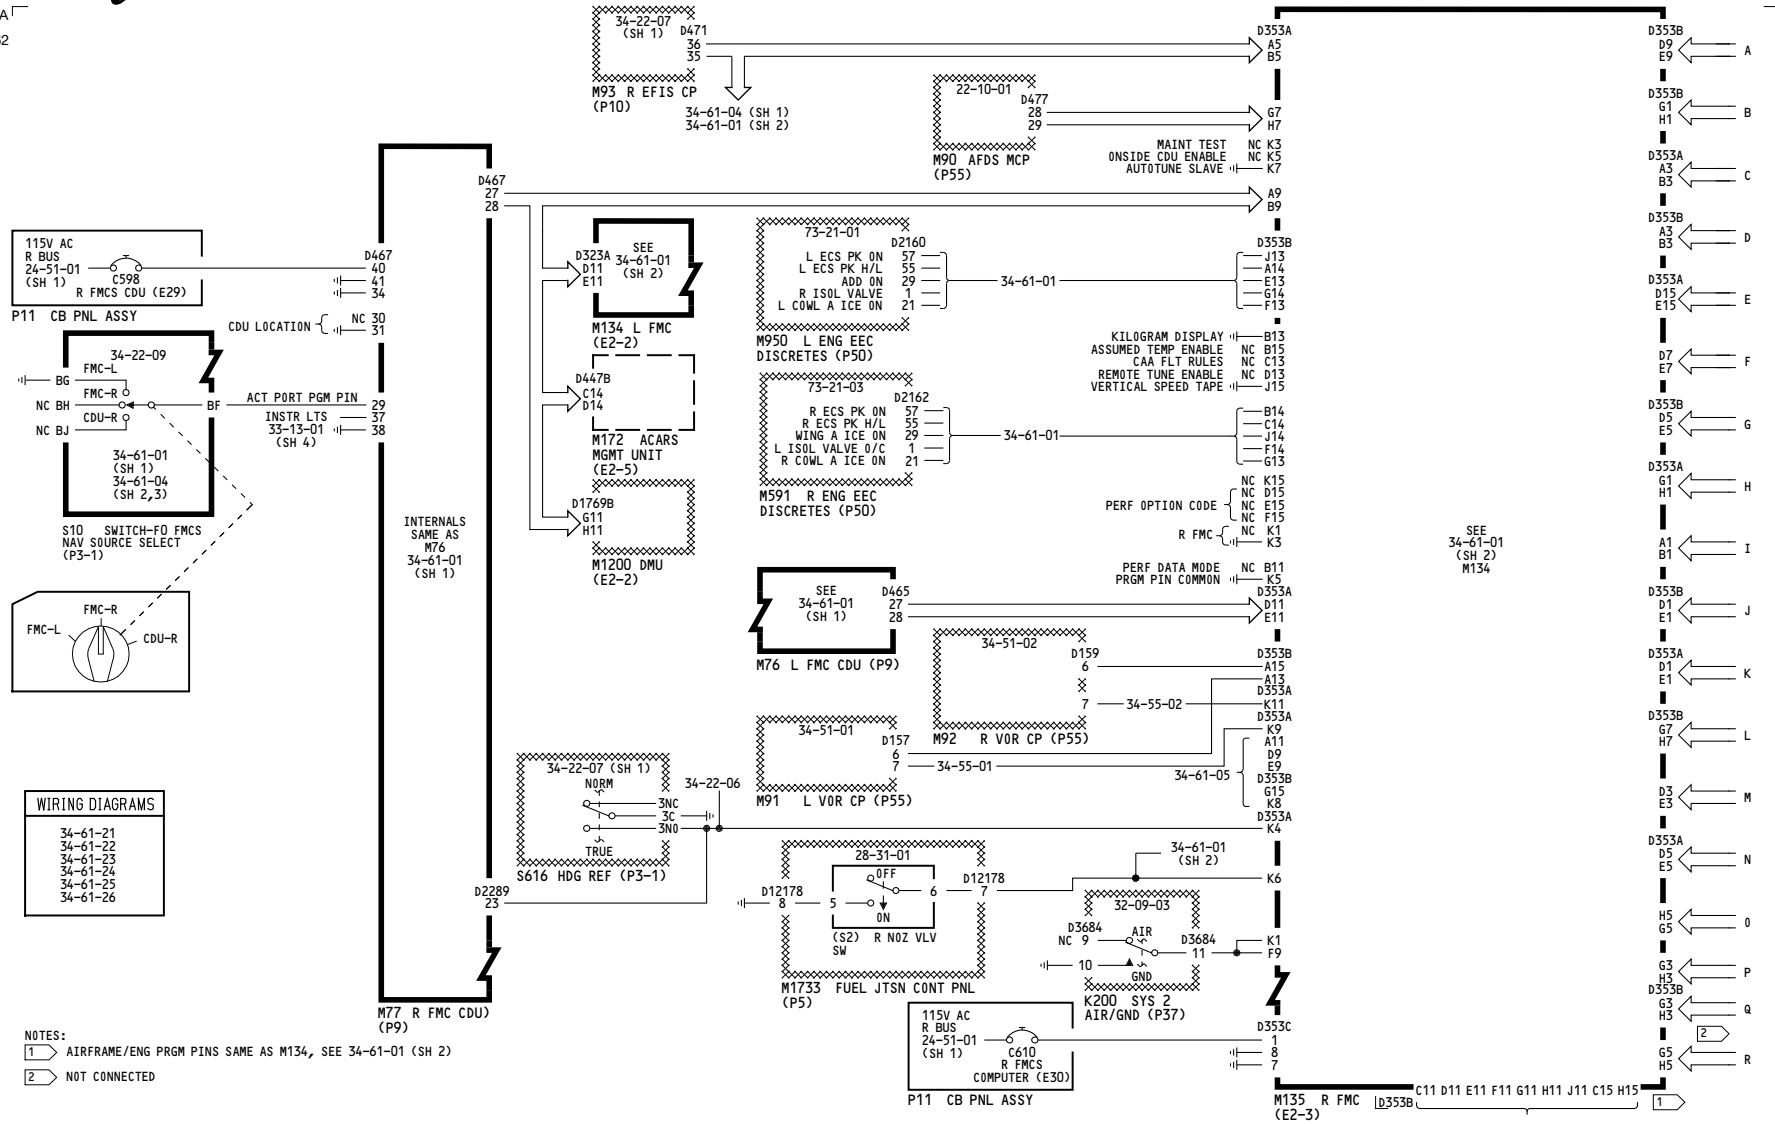 A
62
34-22-07
(SH 1)
D471
36
35
M93 R EFIS CP
(P10)
34-61-04 (SH 1)
34-61-01 (SH 2)
22-10-01
D477
28
29
M90 AFDS MCP
(P55)
D353A
A5
B5
G7
H7
MAINT TEST NC K3
ONSIDE CDU ENABLE NC K5
AUTOTUNE SLAVE K7
A9
B9
D467
27
28
115V AC
R BUS
24-51-01
(SH 1)
C598
R FMCS CDU (E29)
P11 CB PNL ASSY
D467
40
41
34
CDU LOCATION NC 30
31
34-22-09
FMC-L
BG
FMC-R
NC BH
BF
CDU-R
NC BJ
34-61-01
(SH 1)
34-61-04
(SH 2,3)
S10 SWITCH-FO FMCS
NAV SOURCE SELECT
(P3-1)
ACT PORT PGM PIN 29
INSTR LTS 37
33-13-01 38
(SH 4)
FMC-R
FMC-L
CDU-R
INTERNALS
SAME AS
M76
34-61-01
(SH 1)
D323A
D11
E11
SEE
34-61-01
(SH 2)
M134 L FMC
(E2-2)
D447B
C14
D14
M172 ACARS
MGMT UNIT
(E2-5)
D1769B
G11
H11
M1200 DMU
(E2-2)
73-21-01
D2160
L ECS PK ON 57
L ECS PK H/L 55
ADD ON 29
R ISOL VALVE 1
L COWL A ICE ON 21
34-61-01
M950 L ENG EEC
DISCRETES (P50)
D353B
J13
A14
E13
G14
F13
KILOGRAM DISPLAY B13
ASSUMED TEMP ENABLE NC B15
CAA FLT RULES NC C13
REMOTE TUNE ENABLE NC D13
VERTICAL SPEED TAPE J15
73-21-03
D2162
R ECS PK ON 57
R ECS PK H/L 55
WING A ICE ON 29
L ISOL VALVE O/C 1
R COWL A ICE ON 21
34-61-01
M591 R ENG EEC
DISCRETES (P50)
B14
C14
J14
F14
G13
NC K15
PERF OPTION CODE NC D15
NC E15
NC F15
R FMC NC K1
K3
PERF DATA MODE NC B11
PRGM PIN COMMON K5
D353A
D11
E11
SEE
34-61-01
(SH 1)
D465
27
28
M76 L FMC CDU (P9)
34-51-02
D159
6
7
34-55-02
M92 R VOR CP (P55)
D353B
A15
A13
D353A
K11
D353A
K9
34-51-01
D157
6
7
34-55-01
M91 L VOR CP (P55)
34-61-05
A11
D9
E9
D353B
G15
K8
D353A
K4
34-22-07 (SH 1)
NORM
3NC
3C
3NO
TRUE
S616 HDG REF (P3-1)
34-22-06
D2289
23
28-31-01
OFF
D12178
8
5
6
D12178
7
ON
(S2) R NOZ VLV
SW
M1733 FUEL JTSN CONT PNL
(P5)
34-61-01
(SH 2)
K6
32-09-03
D3684
NC 9
AIR
D3684
11
10
GND
K200 SYS 2
AIR/GND (P37)
K1
F9
115V AC
R BUS
24-51-01
(SH 1)
C610
R FMCS
COMPUTER (E30)
P11 CB PNL ASSY
D353C
1
8
7
M77 R FMC CDU)
(P9)
WIRING DIAGRAMS
34-61-21
34-61-22
34-61-23
34-61-24
34-61-25
34-61-26
NOTES:
1 AIRFRAME/ENG PRGM PINS SAME AS M134, SEE 34-61-01 (SH 2)
2 NOT CONNECTED
SEE
34-61-01
(SH 2)
M134
D353B
D9
E9
A
D353B
G1
H1
B
D353A
A3
B3
C
D353B
A3
B3
D
D353A
D15
E15
E
D7
E7
F
D353B
D5
E5
G
D353A
G1
H1
H
A1
B1
I
D353B
D1
E1
J
D353A
D1
E1
K
D353B
G7
H7
L
D3
E3
M
D353A
D5
E5
N
H5
G5
O
G3
H3
P
D353B
G3
H3
Q
2
G5
H5
R
M135 R FMC
(E2-3)
D353B
C11 D11 E11 F11 G11 H11 J11 C15 H15
1